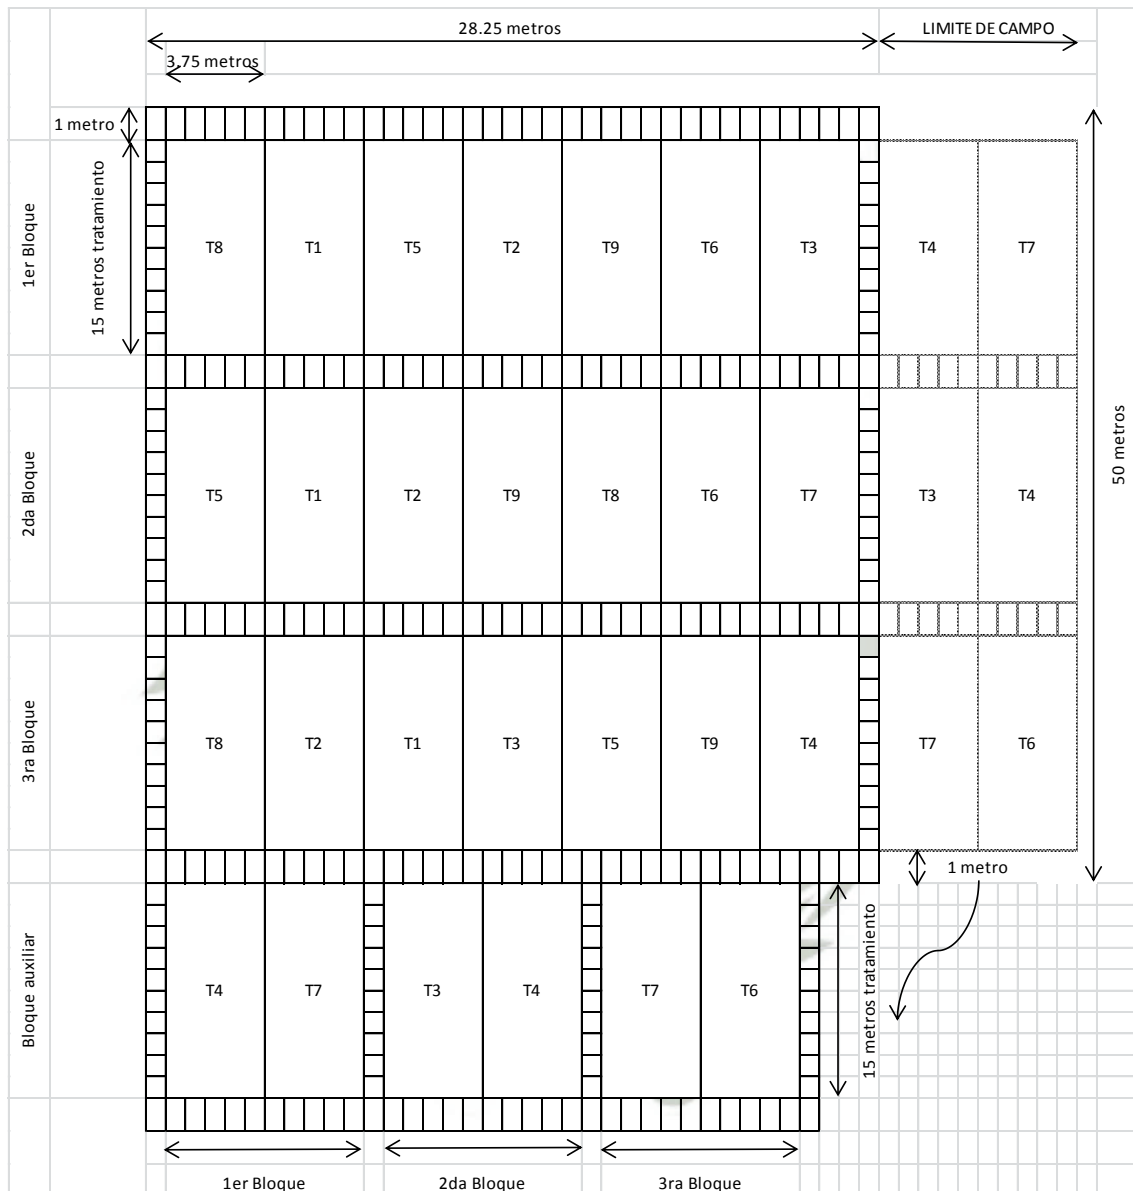 28.25 metros
LIMITE DE CAMPO
3.75 metros
1 metro
1er Bloque
15 metros tratamiento
T8 T1 T5 T2 T9 T6 T3 T4 T7
50 metros
2da Bloque
T5 T1 T2 T9 T8 T6 T7 T3 T4
3ra Bloque
T8 T2 T1 T3 T5 T9 T4 T7 T6
1 metro
Bloque auxiliar
T4 T7 T3 T4 T7 T6
15 metros tratamiento
1er Bloque
2da Bloque
3ra Bloque